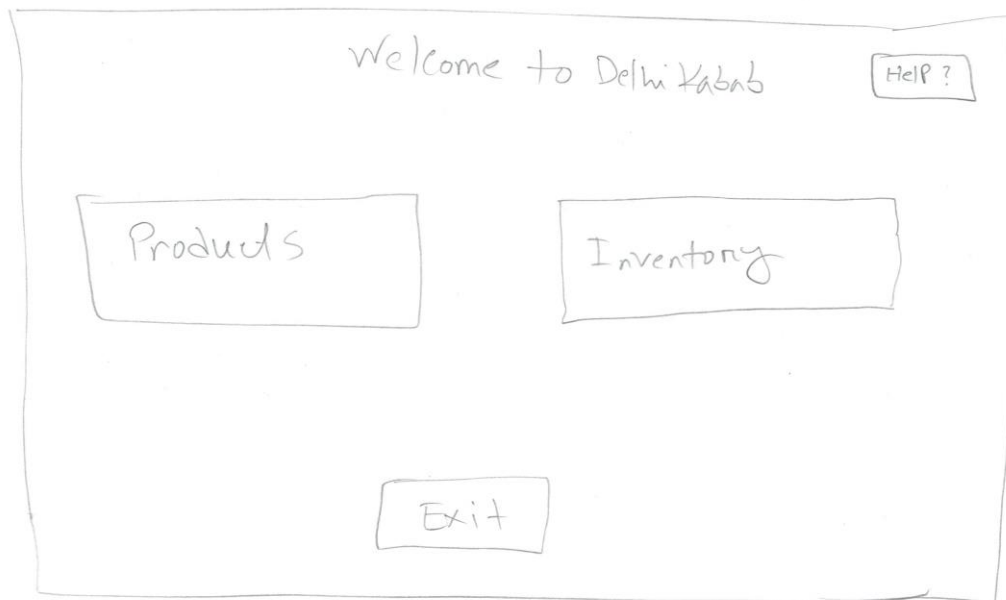 Welcome to Delhi Kabab
Help ?
Products
Inventory
Exit